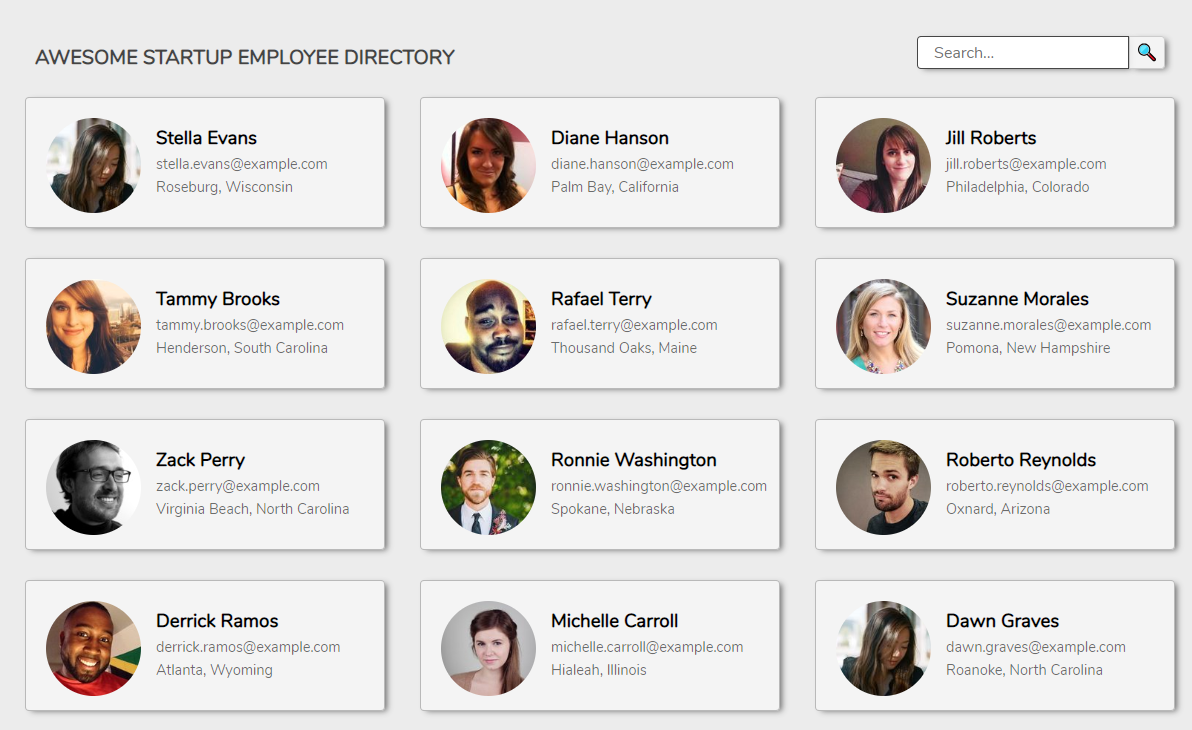 AWESOME STARTUP EMPLOYEE DIRECTORY
Search...
Stella Evans
stella.evans@example.com
Roseburg, Wisconsin
Diane Hanson
diane.hanson@example.com
Palm Bay, California
Jill Roberts
jill.roberts@example.com
Philadelphia, Colorado
Tammy Brooks
tammy.brooks@example.com
Henderson, South Carolina
Rafael Terry
rafael.terry@example.com
Thousand Oaks, Maine
Suzanne Morales
suzanne.morales@example.com
Pomona, New Hampshire
Zack Perry
zack.perry@example.com
Virginia Beach, North Carolina
Ronnie Washington
ronnie.washington@example.com
Spokane, Nebraska
Roberto Reynolds
roberto.reynolds@example.com
Oxnard, Arizona
Derrick Ramos
derrick.ramos@example.com
Atlanta, Wyoming
Michelle Carroll
michelle.carroll@example.com
Hialeah, Illinois
Dawn Graves
dawn.graves@example.com
Roanoke, North Carolina